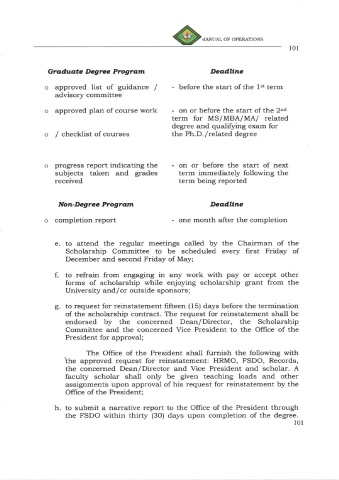 MANUAL OF OPERATIONS
101
Graduate Degree Program Deadline
o approved list of guidance / - before the start of the 1st term
advisory committee
o approved plan of course work - on or before the start of the 2nd
term for MS/MBA/MA/ related
degree and qualifying exam for
o / checklist of courses the Ph.D./related degree
o progress report indicating the - on or before the start of next
subjects taken and grades term immediately following the
received term being reported
Non-Degree Program Deadline
o completion report - one month after the completion
e. to attend the regular meetings called by the Chairman of the
Scholarship Committee to be scheduled every first Friday of
December and second Friday of May;
f. to refrain from engaging in any work with pay or accept other
forms of scholarship while enjoying scholarship grant from the
University and/or outside sponsors;
g. to request for reinstatement fifteen (15) days before the termination
of the scholarship contract. The request for reinstatement shall be
endorsed by the concerned Dean/Director, the Scholarship
Committee and the concerned Vice President to the Office of the
President for approval;
The Office of the President shall furnish the following with
the approved request for reinstatement: HRMO, FSDO, Records,
the concerned Dean/Director and Vice President and scholar. A
faculty scholar shall only be given teaching loads and other
assignments upon approval of his request for reinstatement by the
Office of the President;
h. to submit a narrative report to the Office of the President through
the FSDO within thirty (30) days upon completion of the degree.
101